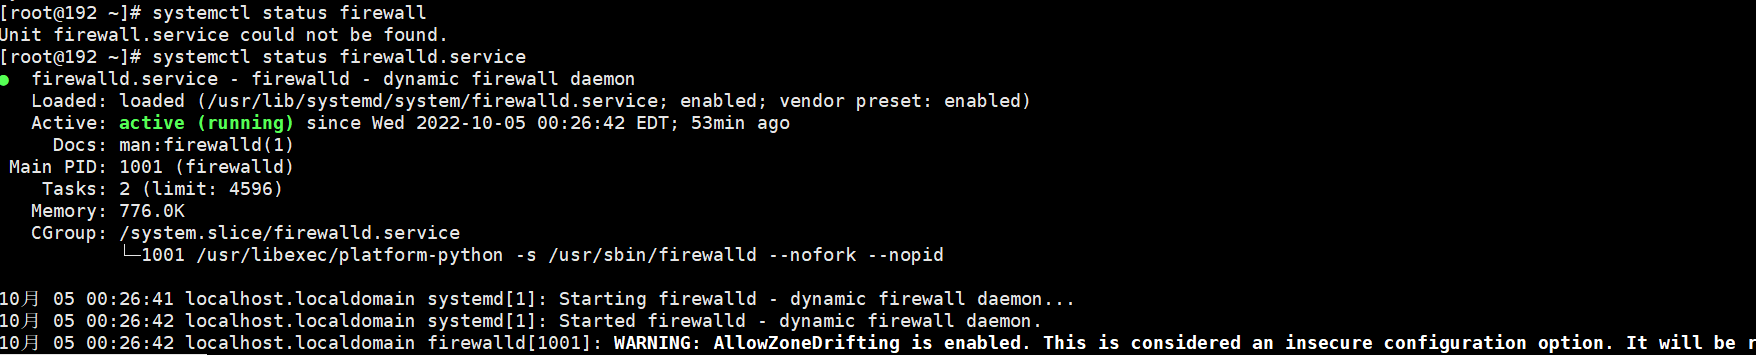 [root@192 ~]# systemctl status firewall
Unit firewall.service could not be found.
[root@192 ~]# systemctl status firewalld.service
● firewalld.service - firewalld - dynamic firewall daemon
   Loaded: loaded (/usr/lib/systemd/system/firewalld.service; enabled; vendor preset: enabled)
   Active: active (running) since Wed 2022-10-05 00:26:42 EDT; 53min ago
     Docs: man:firewalld(1)
 Main PID: 1001 (firewalld)
    Tasks: 2 (limit: 4596)
   Memory: 776.0K
   CGroup: /system.slice/firewalld.service
           └─1001 /usr/libexec/platform-python -s /usr/sbin/firewalld --nofork --nopid
10月 05 00:26:41 localhost.localdomain systemd[1]: Starting firewalld - dynamic firewall daemon...
10月 05 00:26:42 localhost.localdomain systemd[1]: Started firewalld - dynamic firewall daemon.
10月 05 00:26:42 localhost.localdomain firewalld[1001]: WARNING: AllowZoneDrifting is enabled. This is considered an insecure configuration option. It will be r